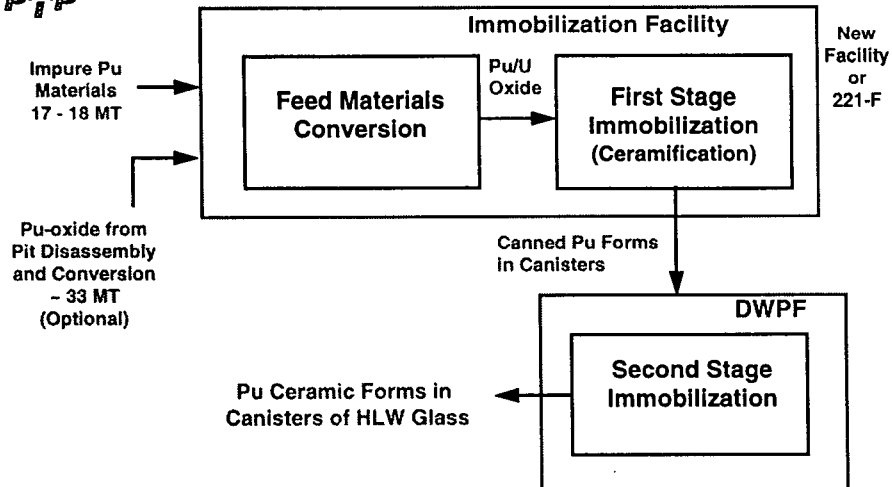 Immobilization Facility
New
Facility
or
221-F
Impure Pu
Materials
17 - 18 MT
Feed Materials
Conversion
Pu/U
Oxide
First Stage
Immobilization
(Ceramification)
Pu-oxide from
Pit Disassembly
and Conversion
~ 33 MT
(Optional)
Canned Pu Forms
in Canisters
DWPF
Second Stage
Immobilization
Pu Ceramic Forms in
Canisters of HLW Glass